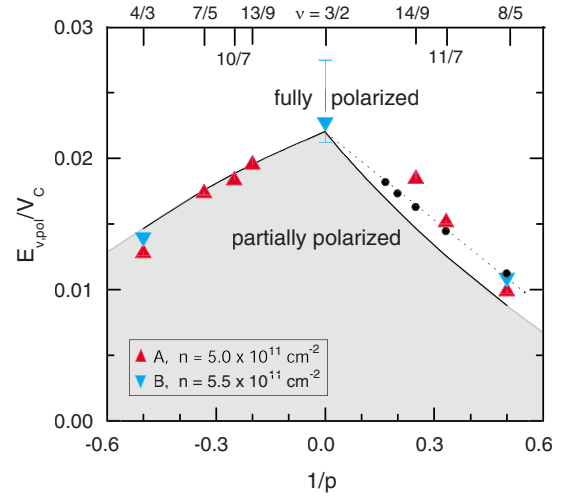 4/3 7/5 13/9 ν = 3/2 14/9 8/5
10/7 11/7
0.03
fully polarized
0.02
E_{ν,pol}/V_C
partially polarized
0.01
A, n = 5.0 x 10^{11} cm^{-2}
B, n = 5.5 x 10^{11} cm^{-2}
0.00
-0.6 -0.3 0.0 0.3 0.6
1/p